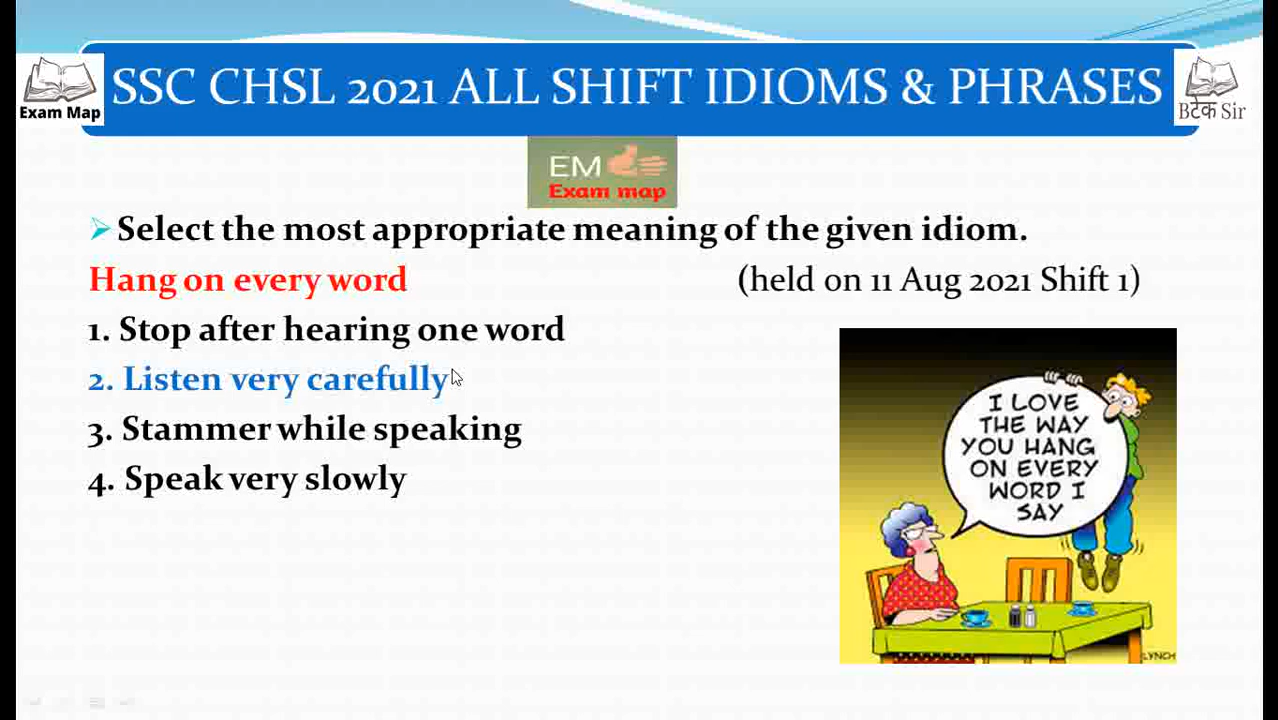 SSC CHSL 2021 ALL SHIFT IDIOMS & PHRASES
Exam Map
Bटेक Sir
EM
Exam map
Select the most appropriate meaning of the given idiom.
Hang on every word (held on 11 Aug 2021 Shift 1)
1. Stop after hearing one word
2. Listen very carefully
3. Stammer while speaking
4. Speak very slowly
I LOVE
THE WAY
YOU HANG
ON EVERY
WORD I
SAY
LYNCH